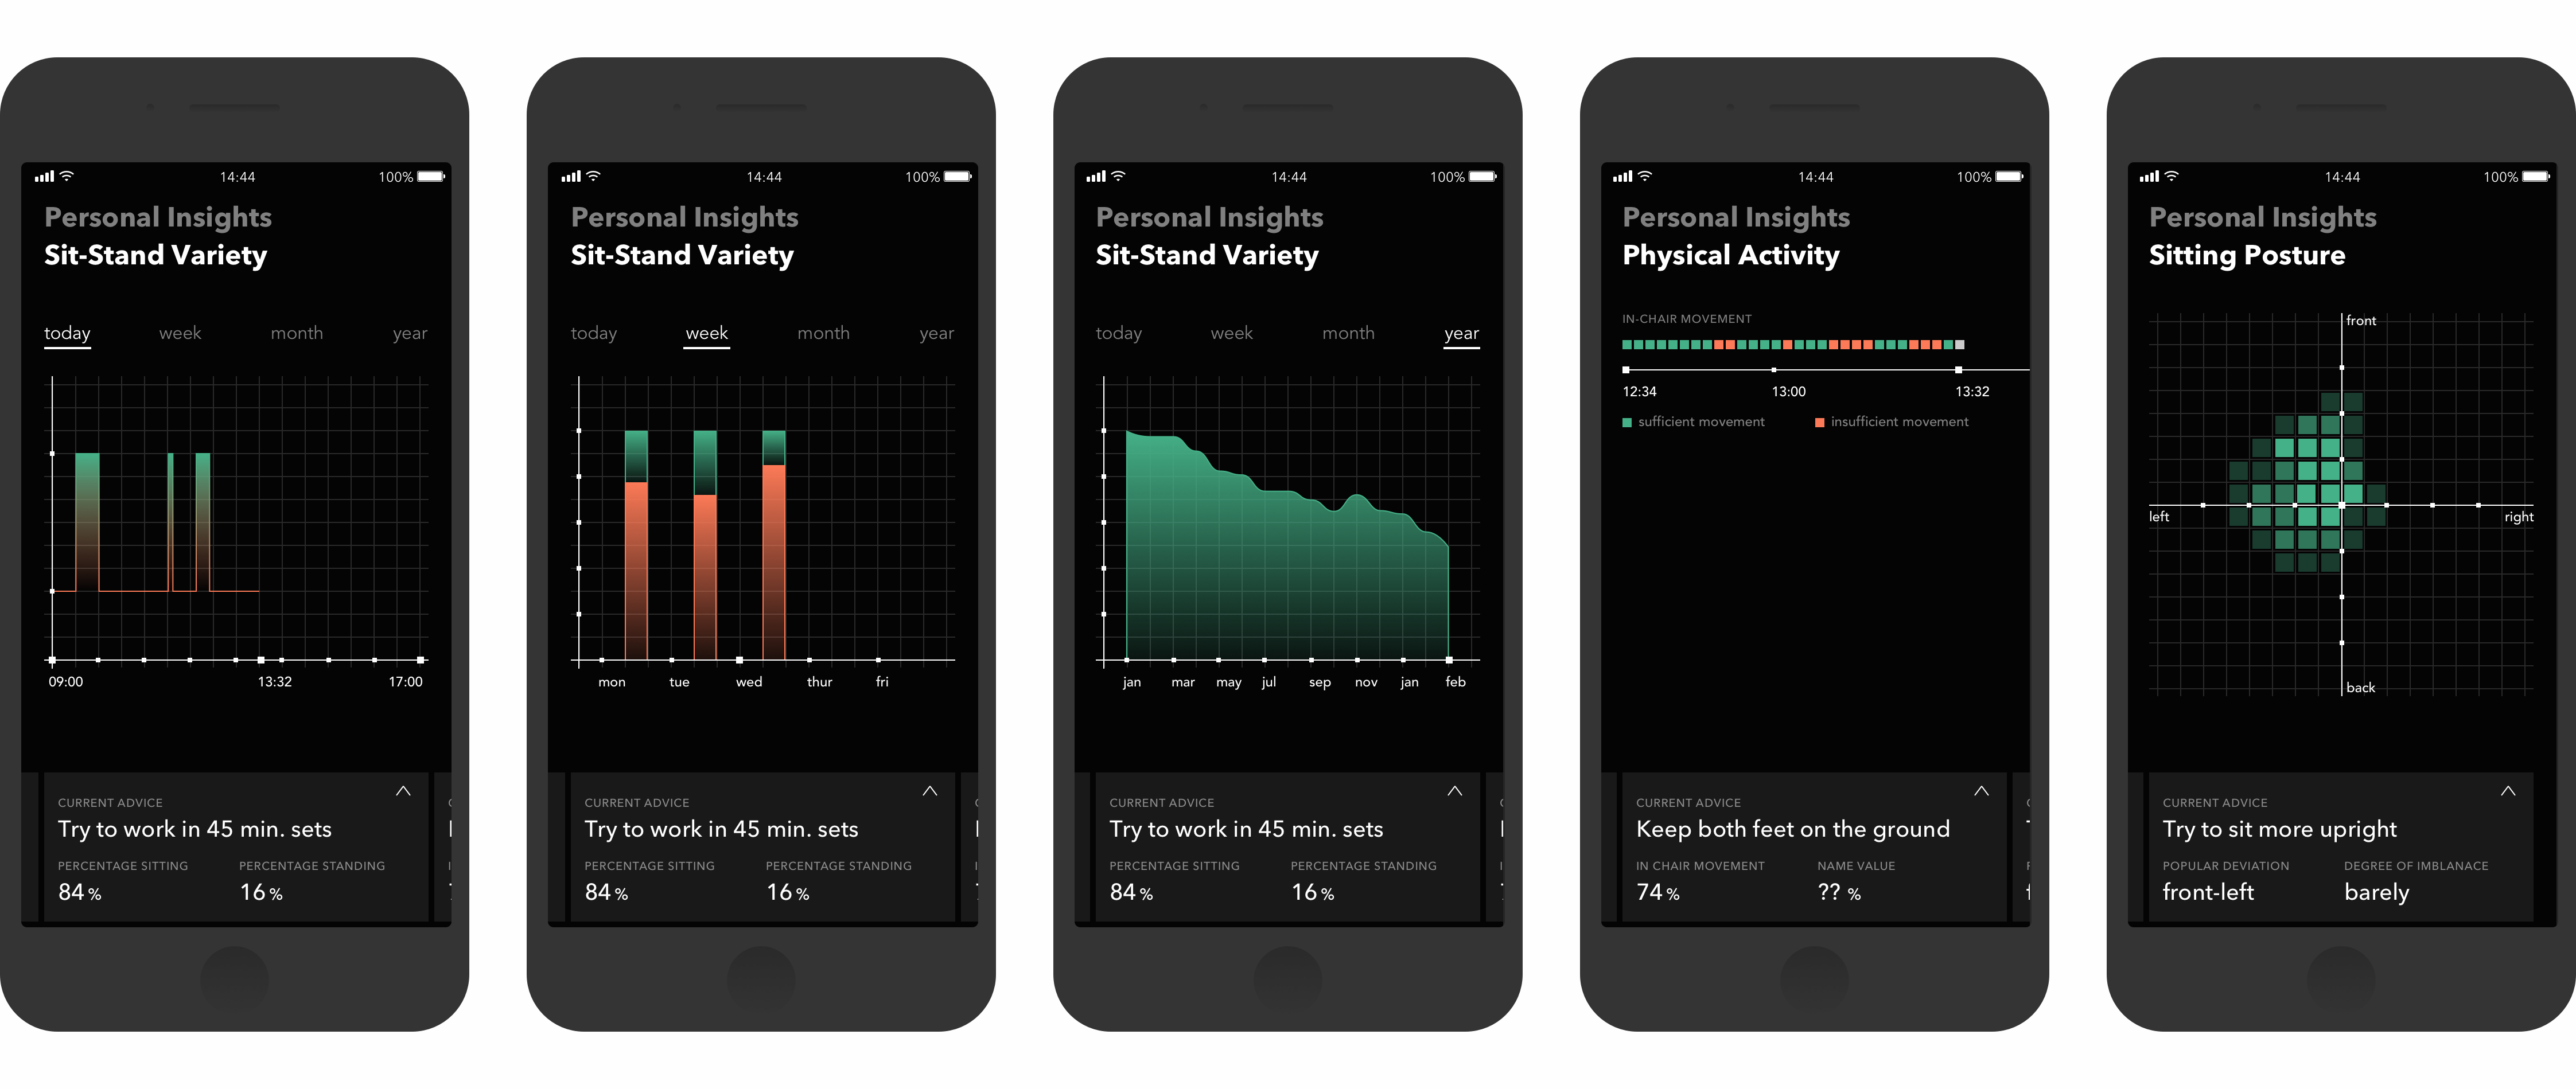 14:44 100%
Personal Insights
Sit-Stand Variety
today week month year
09:00 13:32 17:00
CURRENT ADVICE
Try to work in 45 min. sets
PERCENTAGE SITTING PERCENTAGE STANDING
84 % 16 %
14:44 100%
Personal Insights
Sit-Stand Variety
today week month year
mon tue wed thur fri
CURRENT ADVICE
Try to work in 45 min. sets
PERCENTAGE SITTING PERCENTAGE STANDING
84 % 16 %
14:44 100%
Personal Insights
Sit-Stand Variety
today week month year
jan mar may jul sep nov jan feb
CURRENT ADVICE
Try to work in 45 min. sets
PERCENTAGE SITTING PERCENTAGE STANDING
84 % 16 %
14:44 100%
Personal Insights
Physical Activity
IN-CHAIR MOVEMENT
12:34 13:00 13:32
sufficient movement insufficient movement
CURRENT ADVICE
Keep both feet on the ground
IN CHAIR MOVEMENT NAME VALUE
74 % ?? %
14:44 100%
Personal Insights
Sitting Posture
front
left right
back
CURRENT ADVICE
Try to sit more upright
POPULAR DEVIATION DEGREE OF IMBLANACE
front-left barely